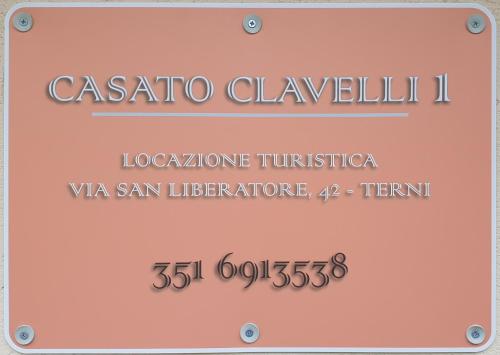 CASATO CLAVELLI 1
LOCAZIONE TURISTICA
VIA SAN LIBERATORE, 42 - TERNI
351 6913538